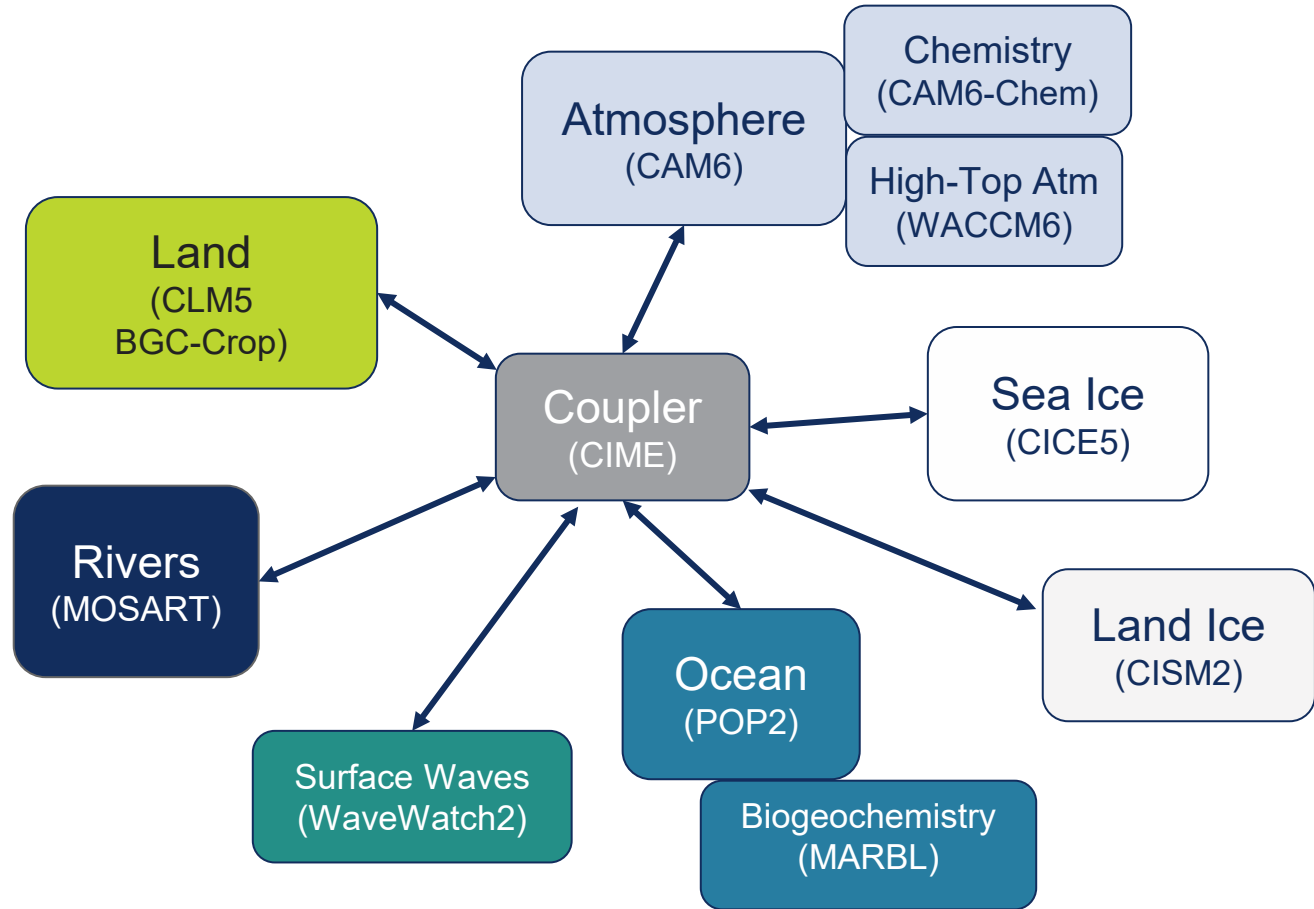 Chemistry
(CAM6-Chem)
Atmosphere
(CAM6)
High-Top Atm
(WACCM6)
Land
(CLM5
BGC-Crop)
Coupler
(CIME)
Sea Ice
(CICE5)
Rivers
(MOSART)
Land Ice
(CISM2)
Ocean
(POP2)
Surface Waves
(WaveWatch2)
Biogeochemistry
(MARBL)